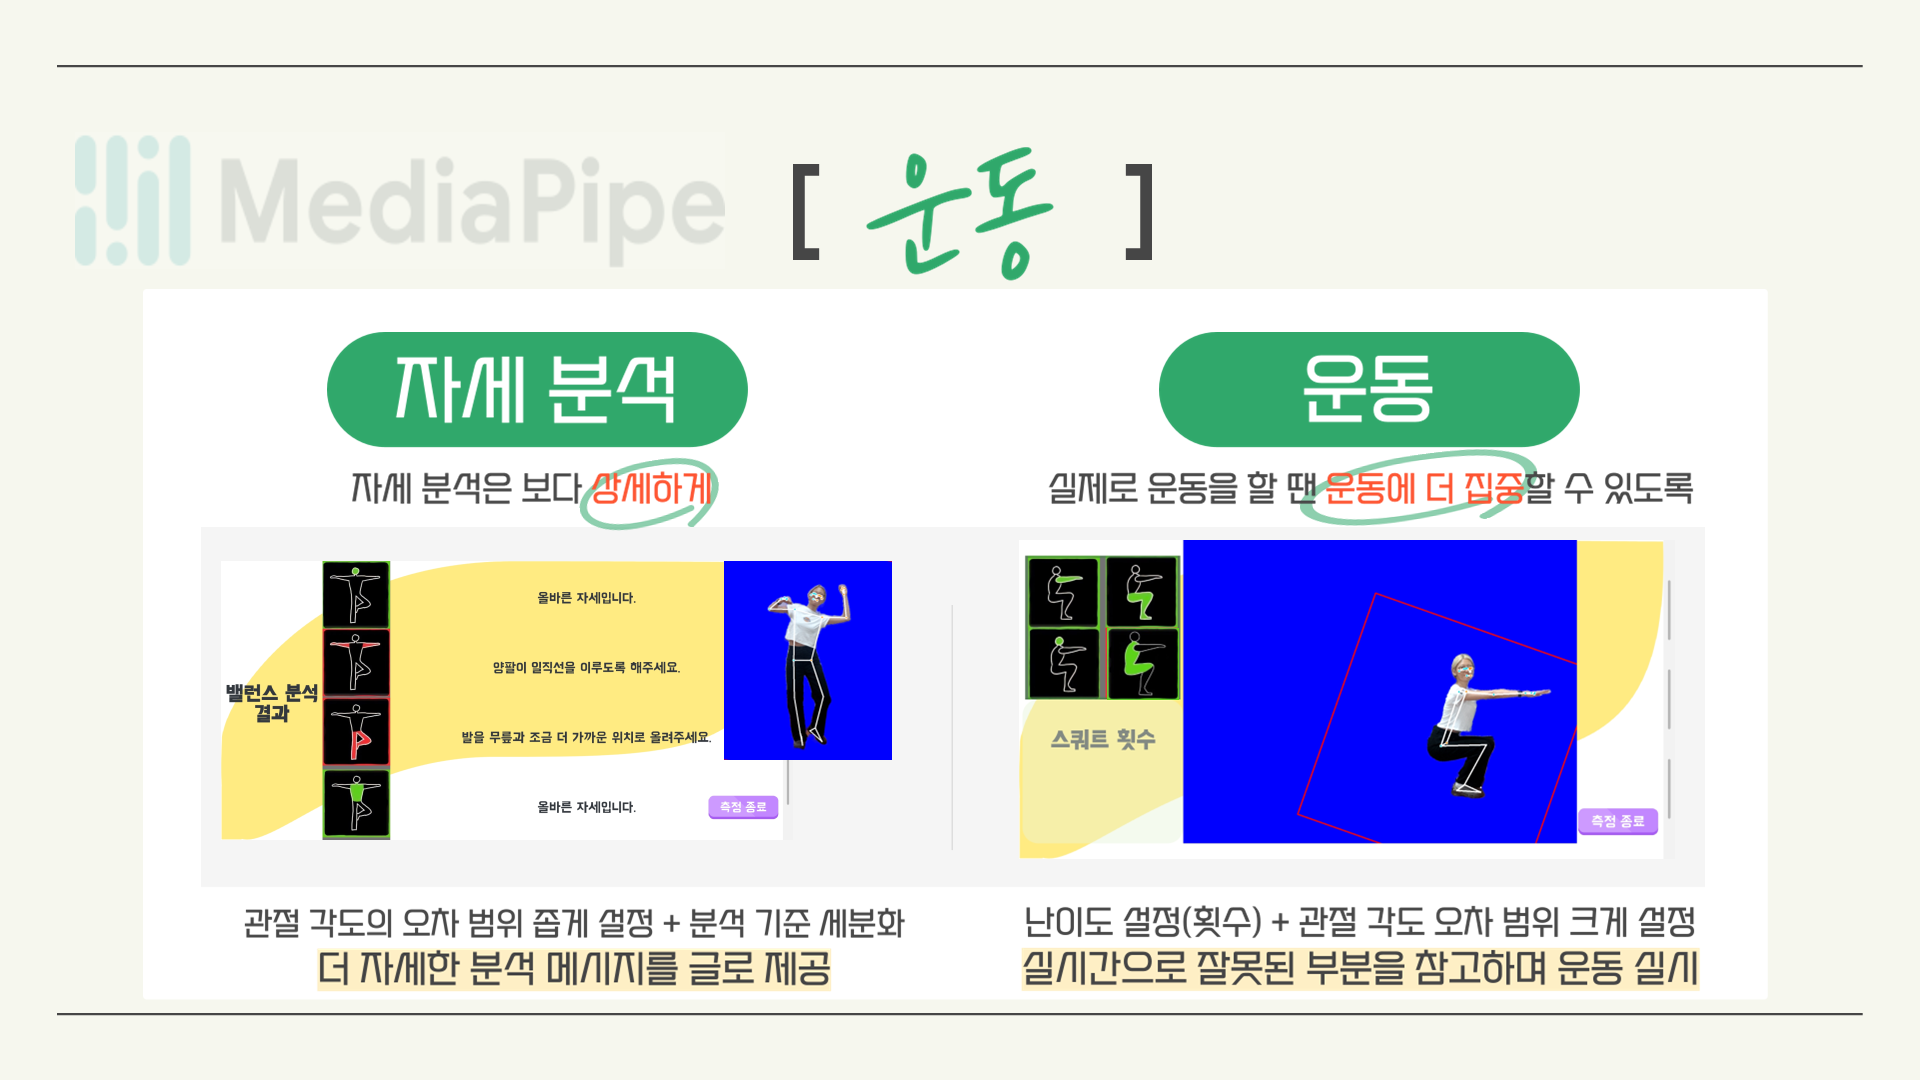 MediaPipe
[ 운동 ]
자세 분석
자세 분석은 보다 상세하게
밸런스 분석
결과
올바른 자세입니다.
양팔이 일직선을 이루도록 해주세요.
발을 무릎과 조금 더 가까운 위치로 올려주세요.
올바른 자세입니다.
측정 종료
관절 각도의 오차 범위 좁게 설정 + 분석 기준 세분화
더 자세한 분석 메시지를 글로 제공
운동
실제로 운동을 할 땐 운동에 더 집중할 수 있도록
스쿼트 횟수
측정 종료
난이도 설정(횟수) + 관절 각도 오차 범위 크게 설정
실시간으로 잘못된 부분을 참고하며 운동 실시